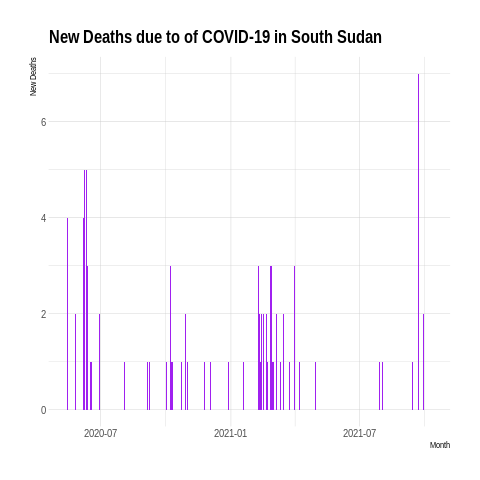 New Deaths due to of COVID-19 in South Sudan
New Deaths
6
4
2
0
2020-07
2021-01
2021-07
Month